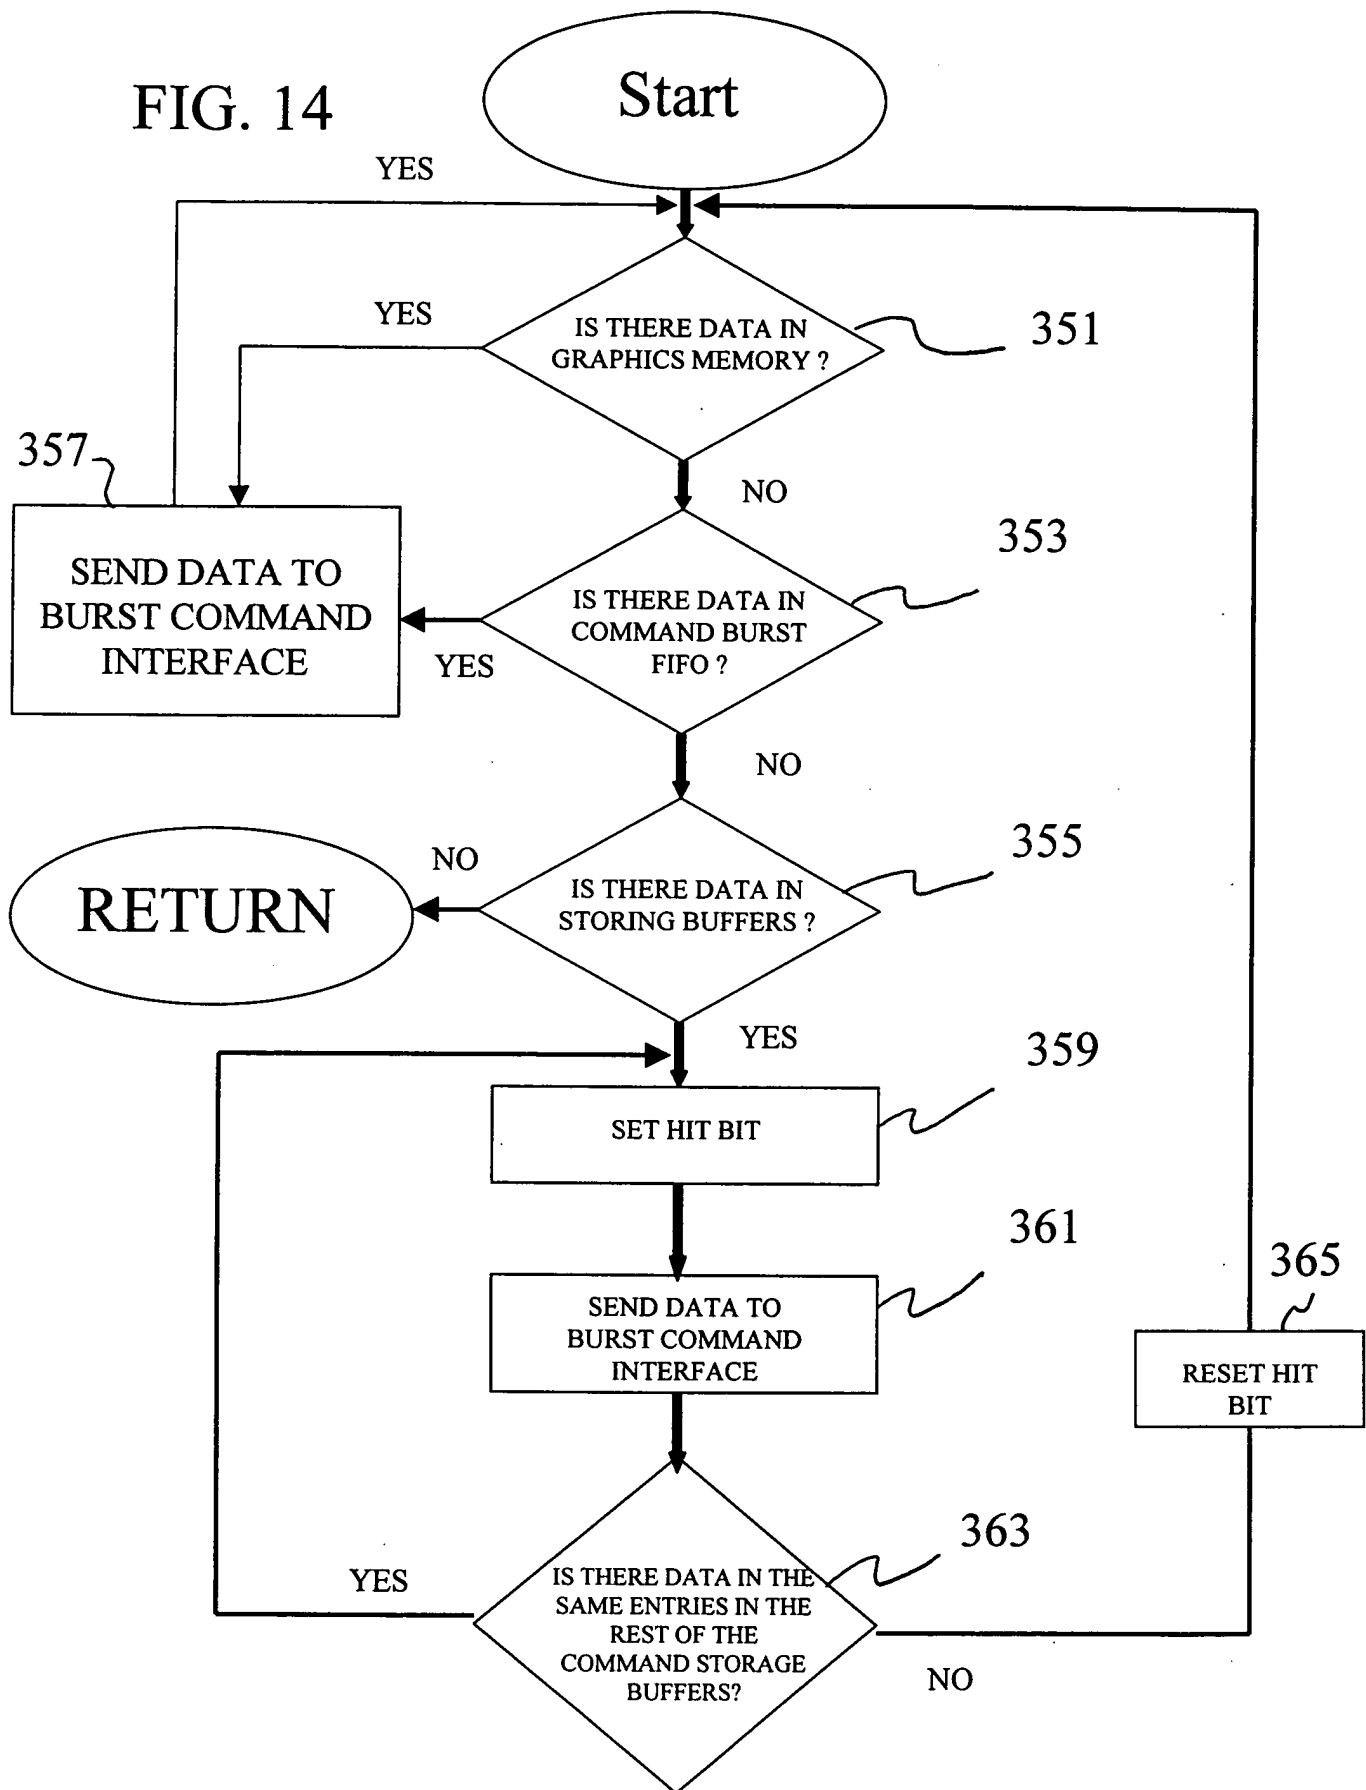 FIG. 14
Start
YES
YES
IS THERE DATA IN
GRAPHICS MEMORY ?
351
357
NO
SEND DATA TO
BURST COMMAND
INTERFACE
353
IS THERE DATA IN
COMMAND BURST
FIFO ?
YES
NO
355
NO
IS THERE DATA IN
STORING BUFFERS ?
RETURN
YES
359
SET HIT BIT
361
SEND DATA TO
BURST COMMAND
INTERFACE
365
RESET HIT
BIT
363
YES
IS THERE DATA IN THE
SAME ENTRIES IN THE
REST OF THE
COMMAND STORAGE
BUFFERS?
NO